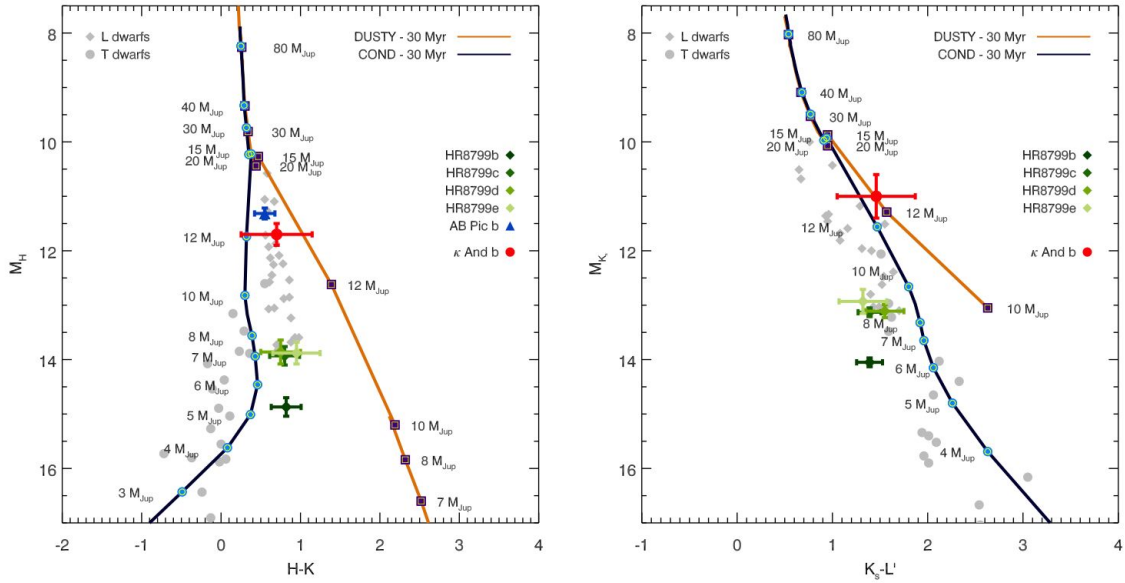 L dwarfs
T dwarfs
DUSTY - 30 Myr
COND - 30 Myr
80 M_Jup
40 M_Jup
30 M_Jup
30 M_Jup
15 M_Jup
15 M_Jup
20 M_Jup
20 M_Jup
HR8799b
HR8799c
HR8799d
HR8799e
AB Pic b
κ And b
12 M_Jup
12 M_Jup
10 M_Jup
8 M_Jup
7 M_Jup
6 M_Jup
5 M_Jup
4 M_Jup
3 M_Jup
10 M_Jup
8 M_Jup
7 M_Jup
8
10
12
14
16
M_H
-2
-1
0
1
2
3
4
H-K
L dwarfs
T dwarfs
DUSTY - 30 Myr
COND - 30 Myr
80 M_Jup
40 M_Jup
30 M_Jup
15 M_Jup
15 M_Jup
20 M_Jup
20 M_Jup
HR8799b
HR8799c
HR8799d
HR8799e
κ And b
12 M_Jup
12 M_Jup
10 M_Jup
10 M_Jup
8 M_Jup
7 M_Jup
6 M_Jup
5 M_Jup
4 M_Jup
8
10
12
14
16
-1
0
1
2
3
4
K_s-L'